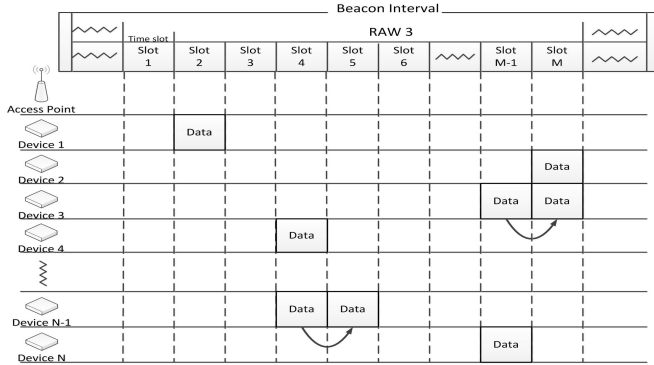 Beacon Interval
RAW 3
Time slot
Slot 1
Slot 2
Slot 3
Slot 4
Slot 5
Slot 6
Slot M-1
Slot M
Access Point
Device 1
Data
Device 2
Data
Device 3
Data
Data
Device 4
Data
Device N-1
Data
Data
Device N
Data